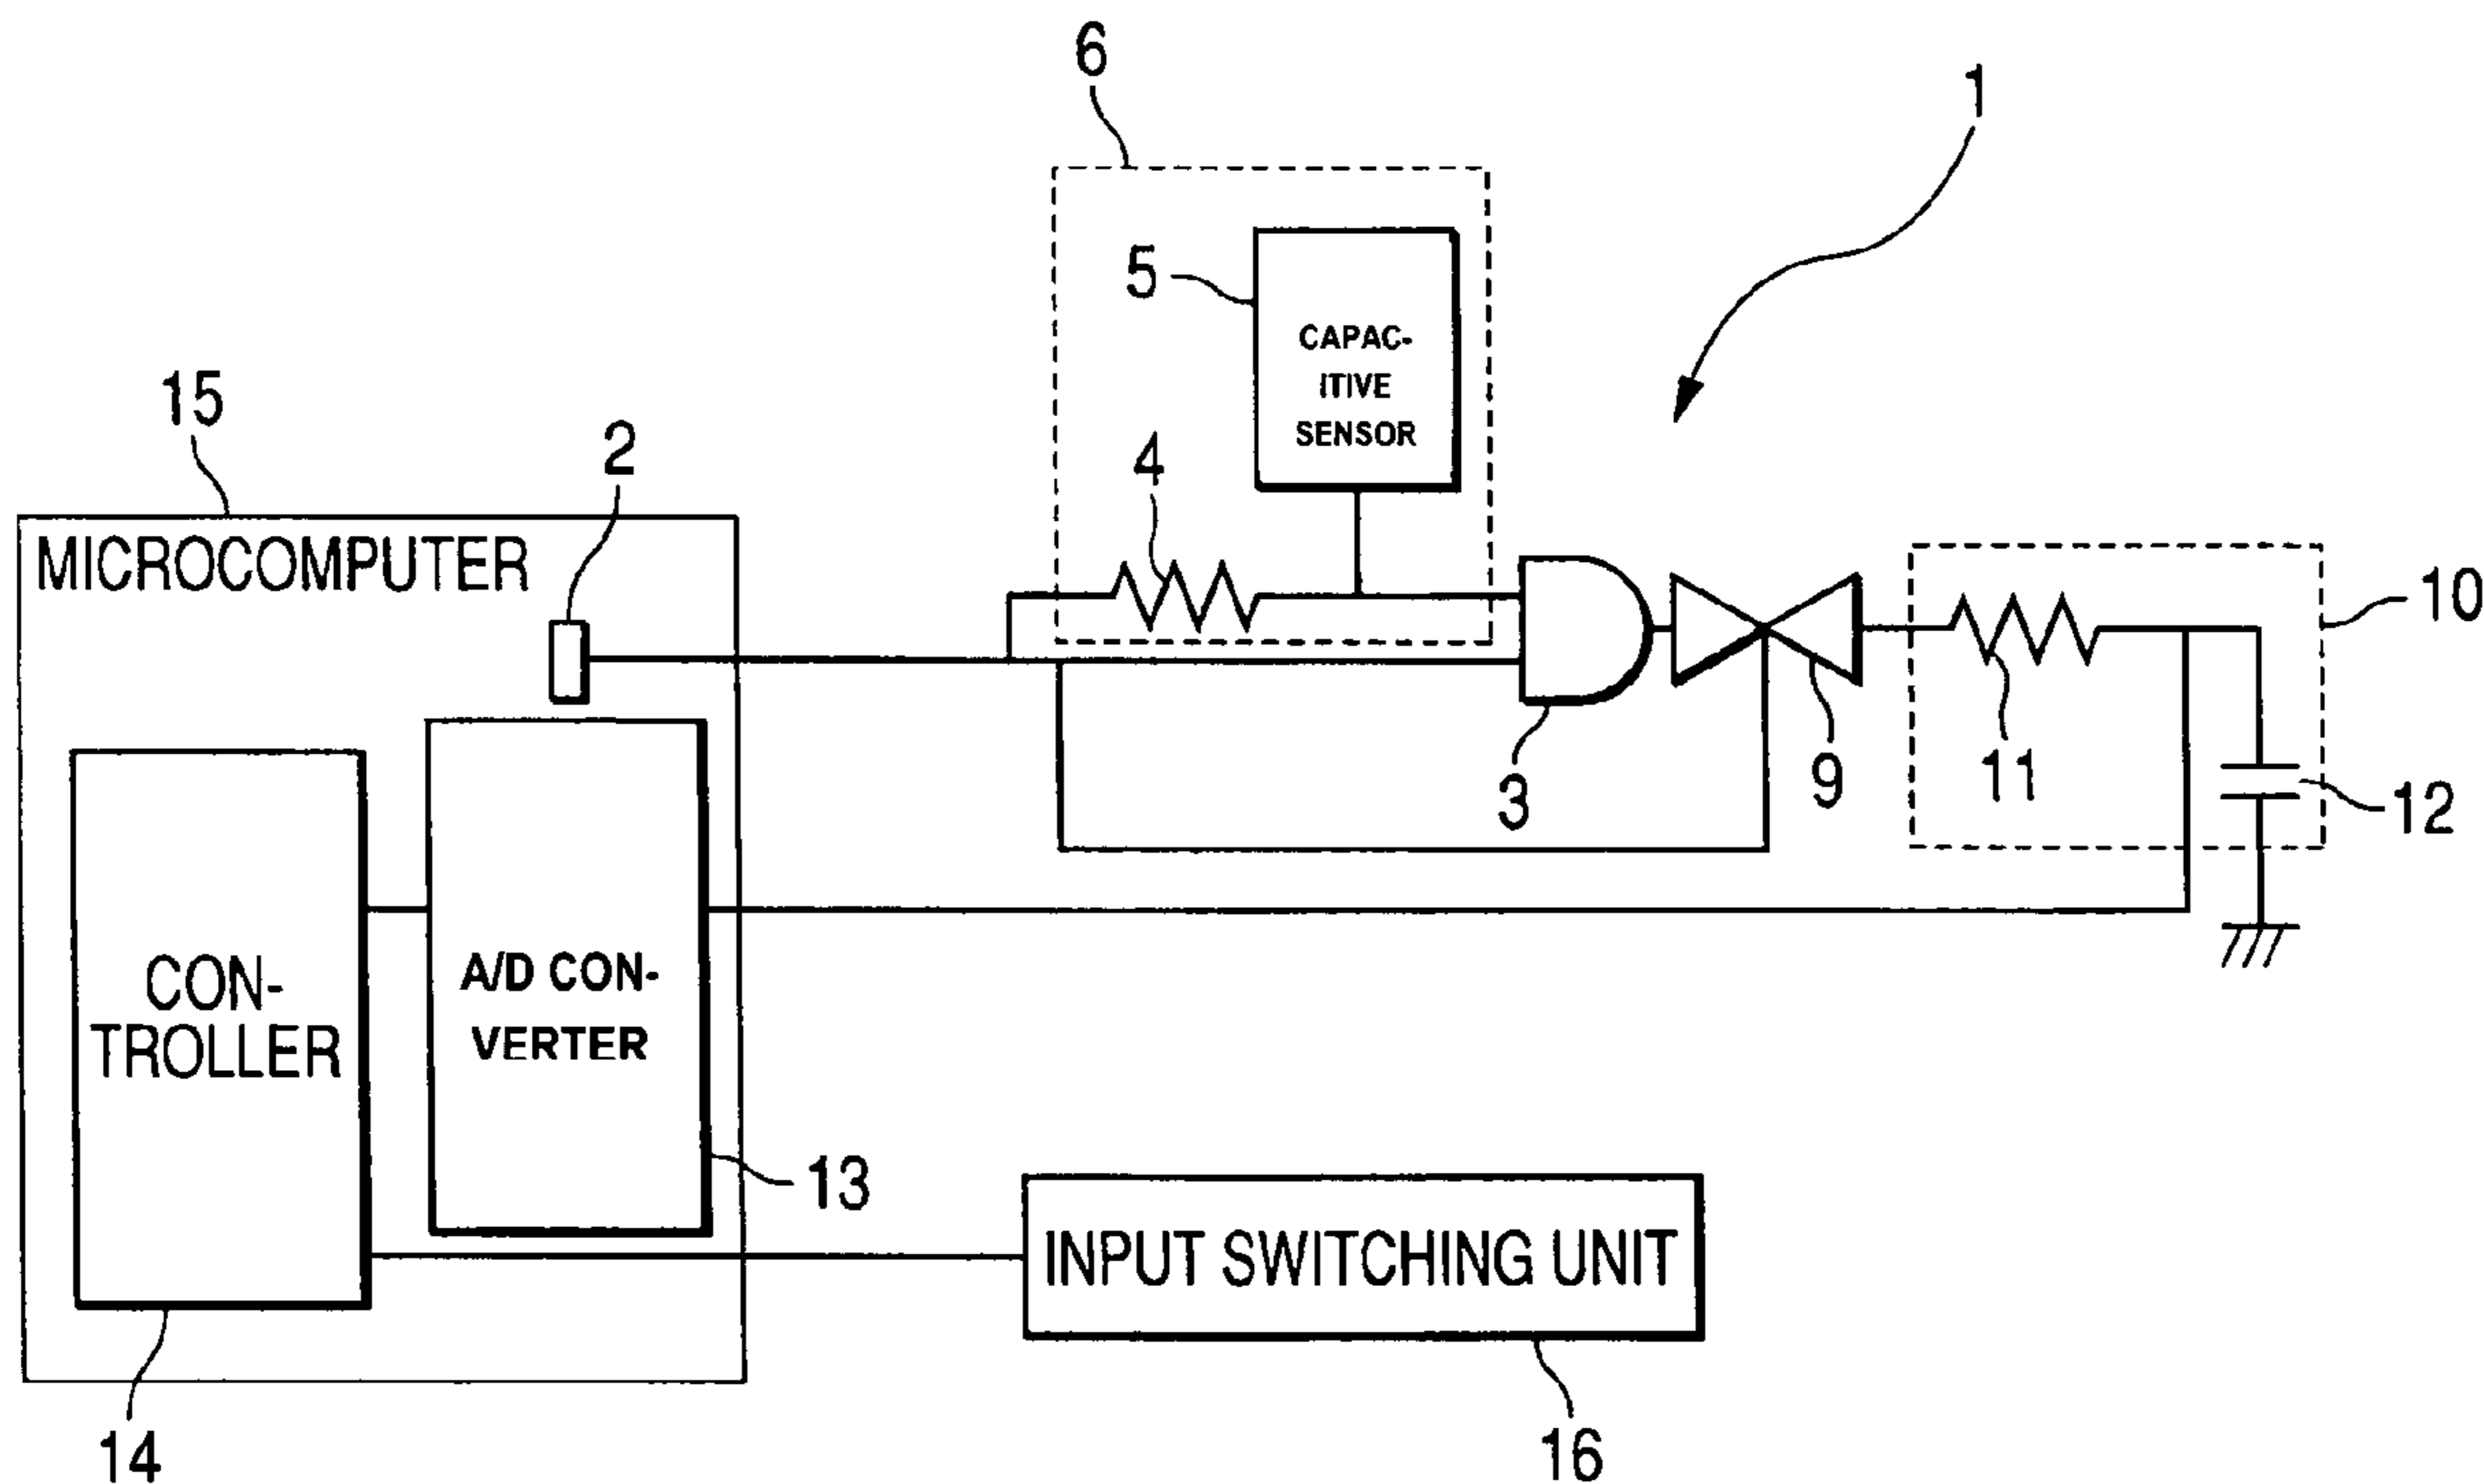 6
1
5
CAPAC-
ITIVE
SENSOR
15
2
4
MICROCOMPUTER
10
3
9
11
12
CON-
TROLLER
A/D CON-
VERTER
13
INPUT SWITCHING UNIT
14
16